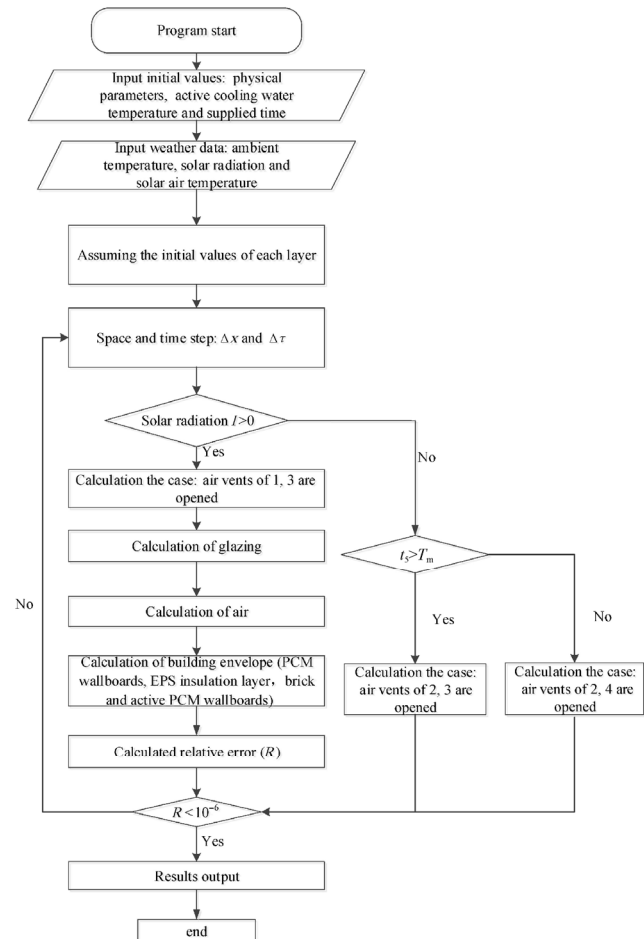 Program start
Input initial values: physical
parameters, active cooling water
temperature and supplied time
Input weather data: ambient
temperature, solar radiation and
solar air temperature
Assuming the initial values of each layer
Space and time step: Δx and Δτ
Solar radiation I>0
Yes
No
Calculation the case: air vents of 1, 3 are
opened
Calculation of glazing
t₅>Tₘ
No
Calculation of air
Yes
No
Calculation of building envelope (PCM
wallboards, EPS insulation layer, brick
and active PCM wallboards)
Calculation the case:
air vents of 2, 3 are
opened
Calculation the case:
air vents of 2, 4 are
opened
Calculated relative error (R)
R<10⁻⁶
Yes
Results output
end